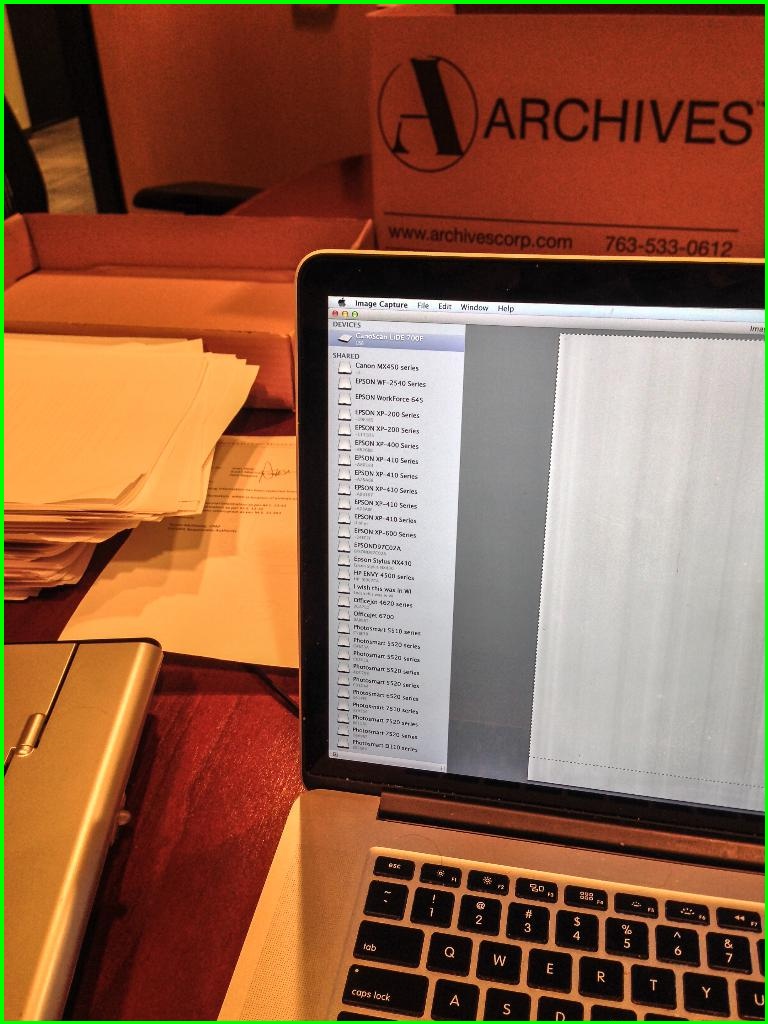 A ARCHIVES
www.archivescorp.com 763-533-0612
Image Capture File Edit Window Help
DEVICES
CanoScan LiDE 700F
USB
SHARED
Canon MX450 series
EPSON WF-2540 Series
EPSON WorkForce 645
EPSON XP-200 Series
EPSON XP-200 Series
EPSON XP-400 Series
EPSON XP-410 Series
EPSON XP-410 Series
EPSON XP-410 Series
EPSON XP-410 Series
EPSON XP-410 Series
EPSON XP-600 Series
EPSOND97C02A
Epson Stylus NX430
HP ENVY 4500 series
I wish this was in WI
Officejet 4620 series
Officejet 6700
Photosmart 5510 series
Photosmart 5520 series
Photosmart 5520 series
Photosmart 5520 series
Photosmart 5520 series
Photosmart 6520 series
Photosmart 7510 series
Photosmart 7520 series
Photosmart 7520 series
Photosmart D110 series
esc F1 F2 F3 F4 F5 F6 F7
~ ! @ # $ % ^ &
` 1 2 3 4 5 6 7
tab Q W E R T Y U
caps lock A S D